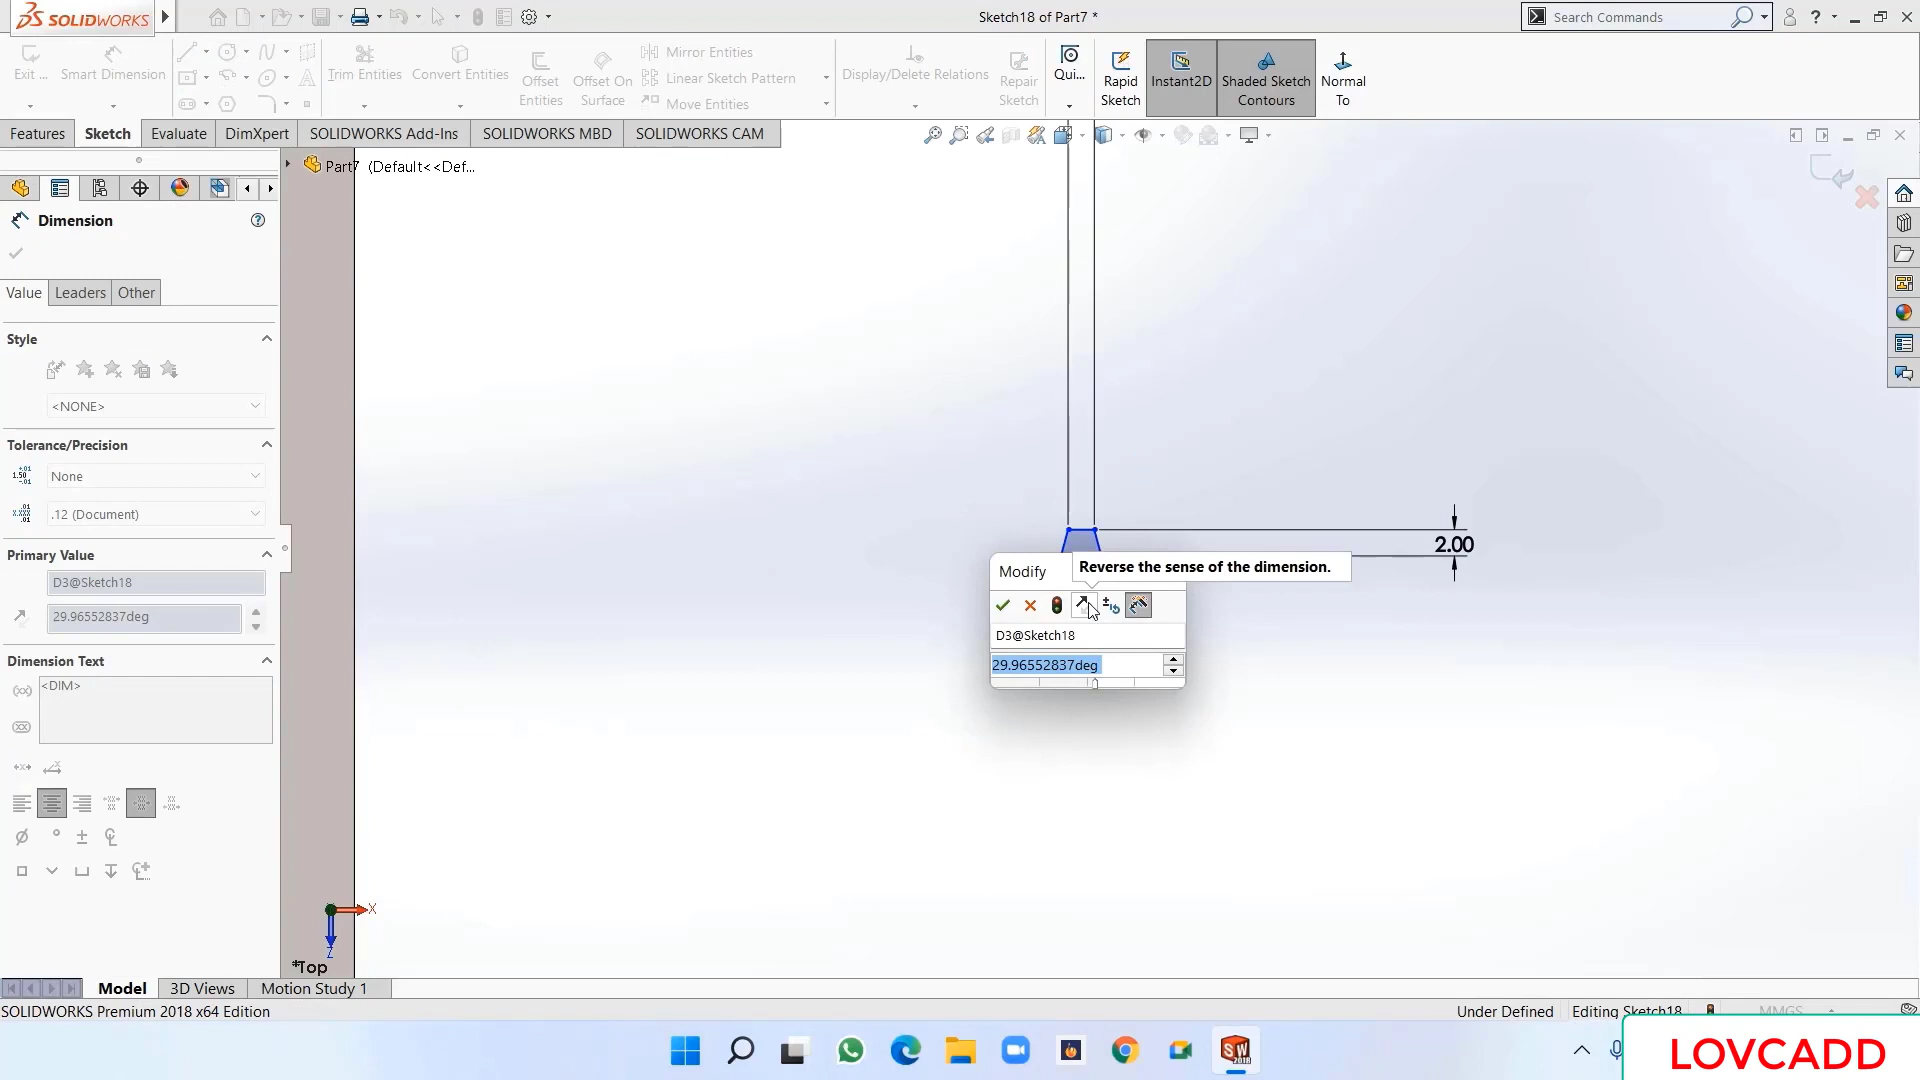 SOLIDWORKS
Sketch18 of Part7 *
Search Commands
Exit ...
Smart Dimension
Trim Entities
Convert Entities
Offset Entities
Offset On Surface
Mirror Entities
Linear Sketch Pattern
Move Entities
Display/Delete Relations
Repair Sketch
Qui...
Rapid Sketch
Instant2D
Shaded Sketch Contours
Normal To
Features
Sketch
Evaluate
DimXpert
SOLIDWORKS Add-Ins
SOLIDWORKS MBD
SOLIDWORKS CAM
Part7 (Default<<Def...
Dimension
Value
Leaders
Other
Style
<NONE>
Tolerance/Precision
None
.12 (Document)
Primary Value
D3@Sketch18
29.96552837deg
Dimension Text
<DIM>
2.00
Modify
Reverse the sense of the dimension.
D3@Sketch18
29.96552837deg
X
Z
*Top
Model
3D Views
Motion Study 1
SOLIDWORKS Premium 2018 x64 Edition
Under Defined
Editing Sketch18
MMGS
LOVCADD